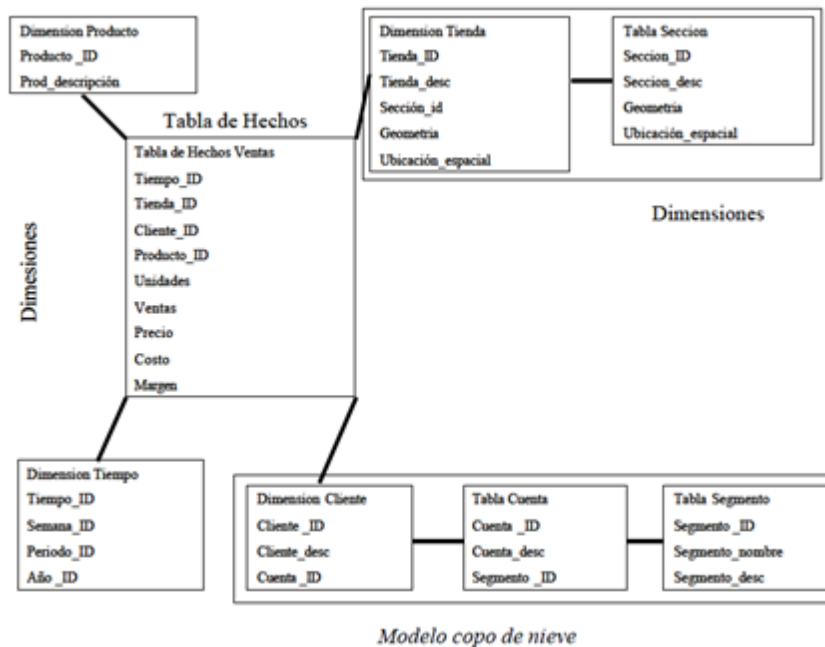 Dimension Producto
Producto _ID
Prod_descripción
Dimension Tienda
Tienda_ID
Tienda_desc
Sección_id
Geometria
Ubicación_espacial
Tabla Seccion
Seccion_ID
Seccion_desc
Geometria
Ubicación_espacial
Dimensiones
Tabla de Hechos
Tabla de Hechos Ventas
Tiempo_ID
Tienda_ID
Cliente_ID
Producto_ID
Unidades
Ventas
Precio
Costo
Margen
Dimesiones
Dimension Tiempo
Tiempo_ID
Semana_ID
Periodo_ID
Año _ID
Dimension Cliente
Cliente _ID
Cliente_desc
Cuenta _ID
Tabla Cuenta
Cuenta _ID
Cuenta_desc
Segmento _ID
Tabla Segmento
Segmento _ID
Segmento_nombre
Segmento_desc
Modelo copo de nieve